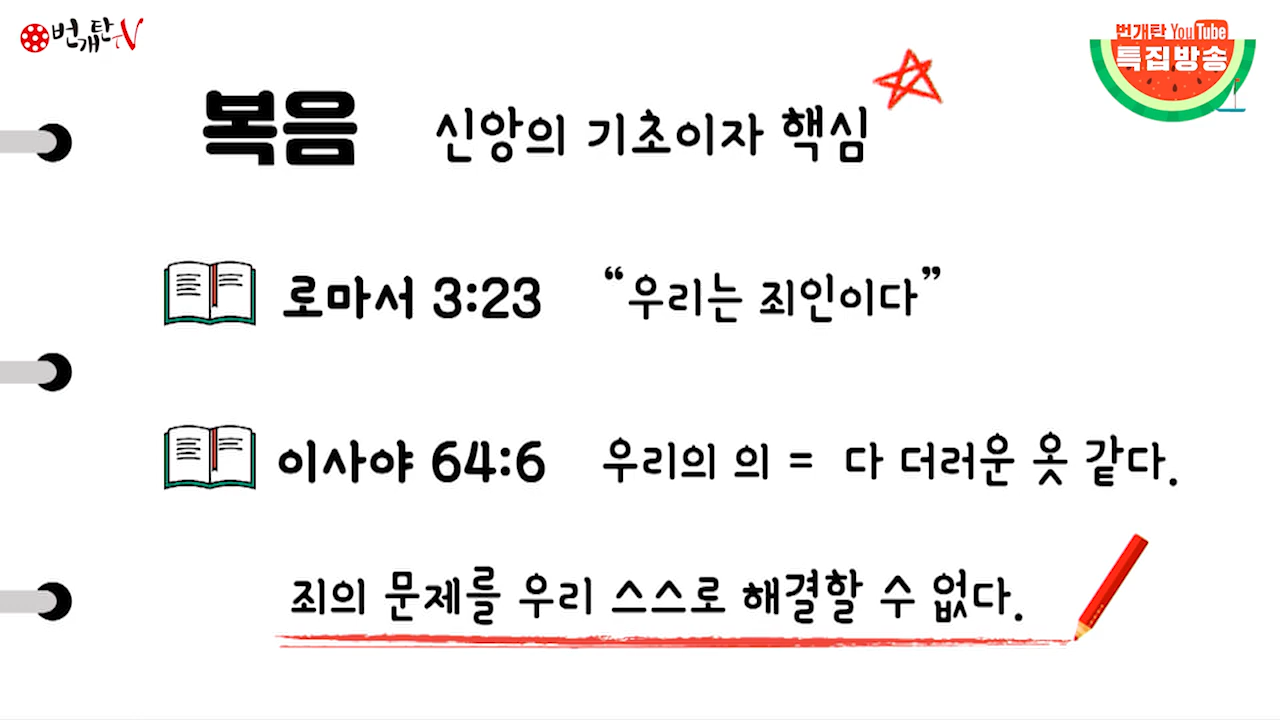 번개탄TV
번개탄 YouTube
특집방송
복음 신앙의 기초이자 핵심
로마서 3:23 “우리는 죄인이다”
이사야 64:6 우리의 의 = 다 더러운 옷 같다.
죄의 문제를 우리 스스로 해결할 수 없다.